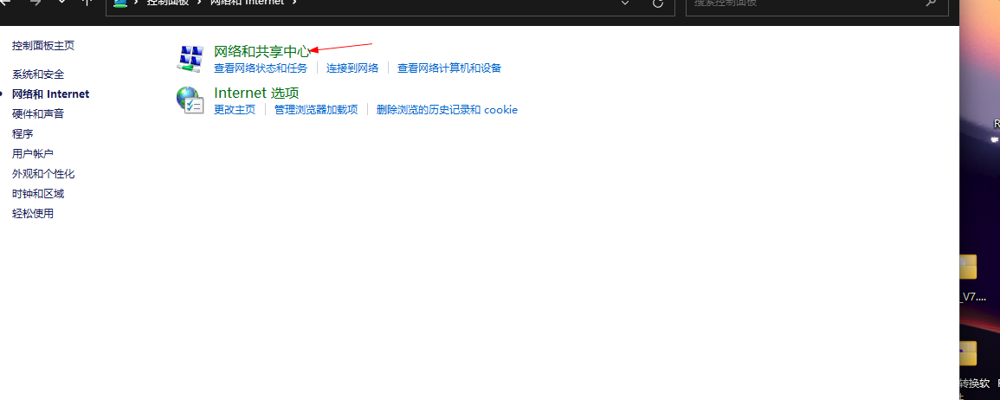 控制面板 › 网络和 Internet ›
搜索控制面板
控制面板主页
系统和安全
网络和 Internet
硬件和声音
程序
用户帐户
外观和个性化
时钟和区域
轻松使用
网络和共享中心
查看网络状态和任务 | 连接到网络 | 查看网络计算机和设备
Internet 选项
更改主页 | 管理浏览器加载项 | 删除浏览的历史记录和 cookie
R
_V7....
转换软